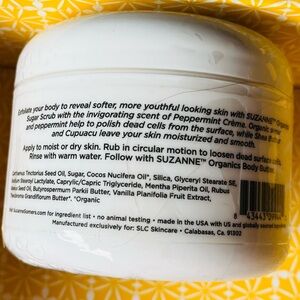 Exfoliate your body to reveal softer, more youthful looking skin with SUZANNE™ Organics
Sugar Scrub with the invigorating scent of Peppermint Crème. Organic
and peppermint help to polish dead cells from the surface, while Shea Butter
and Cupuacu leave your skin moisturized and smooth.
Apply to moist or dry skin. Rub in circular motion to loosen dead surface cells.
Rinse with warm water. Follow with SUZANNE™ Organics Body Butter.
Carthamus Tinctorius Seed Oil, Sugar, Cocos Nucifera Oil*, Silica, Glyceryl Stearate SE,
Stearoyl Lactylate, Caprylic/Capric Triglyceride, Mentha Piperita Oil, Rubus
Seed Oil, Butyrospermum Parkii Butter, Vanilla Planifolia Fruit Extract,
Theobroma Grandiflorum Butter. *Organic
Visit suzannesomers.com for ingredient list • no animal testing • made in the USA with US and globally sourced
Manufactured exclusively for: SLC Skincare • Calabasas, Ca. 91302
8 43443